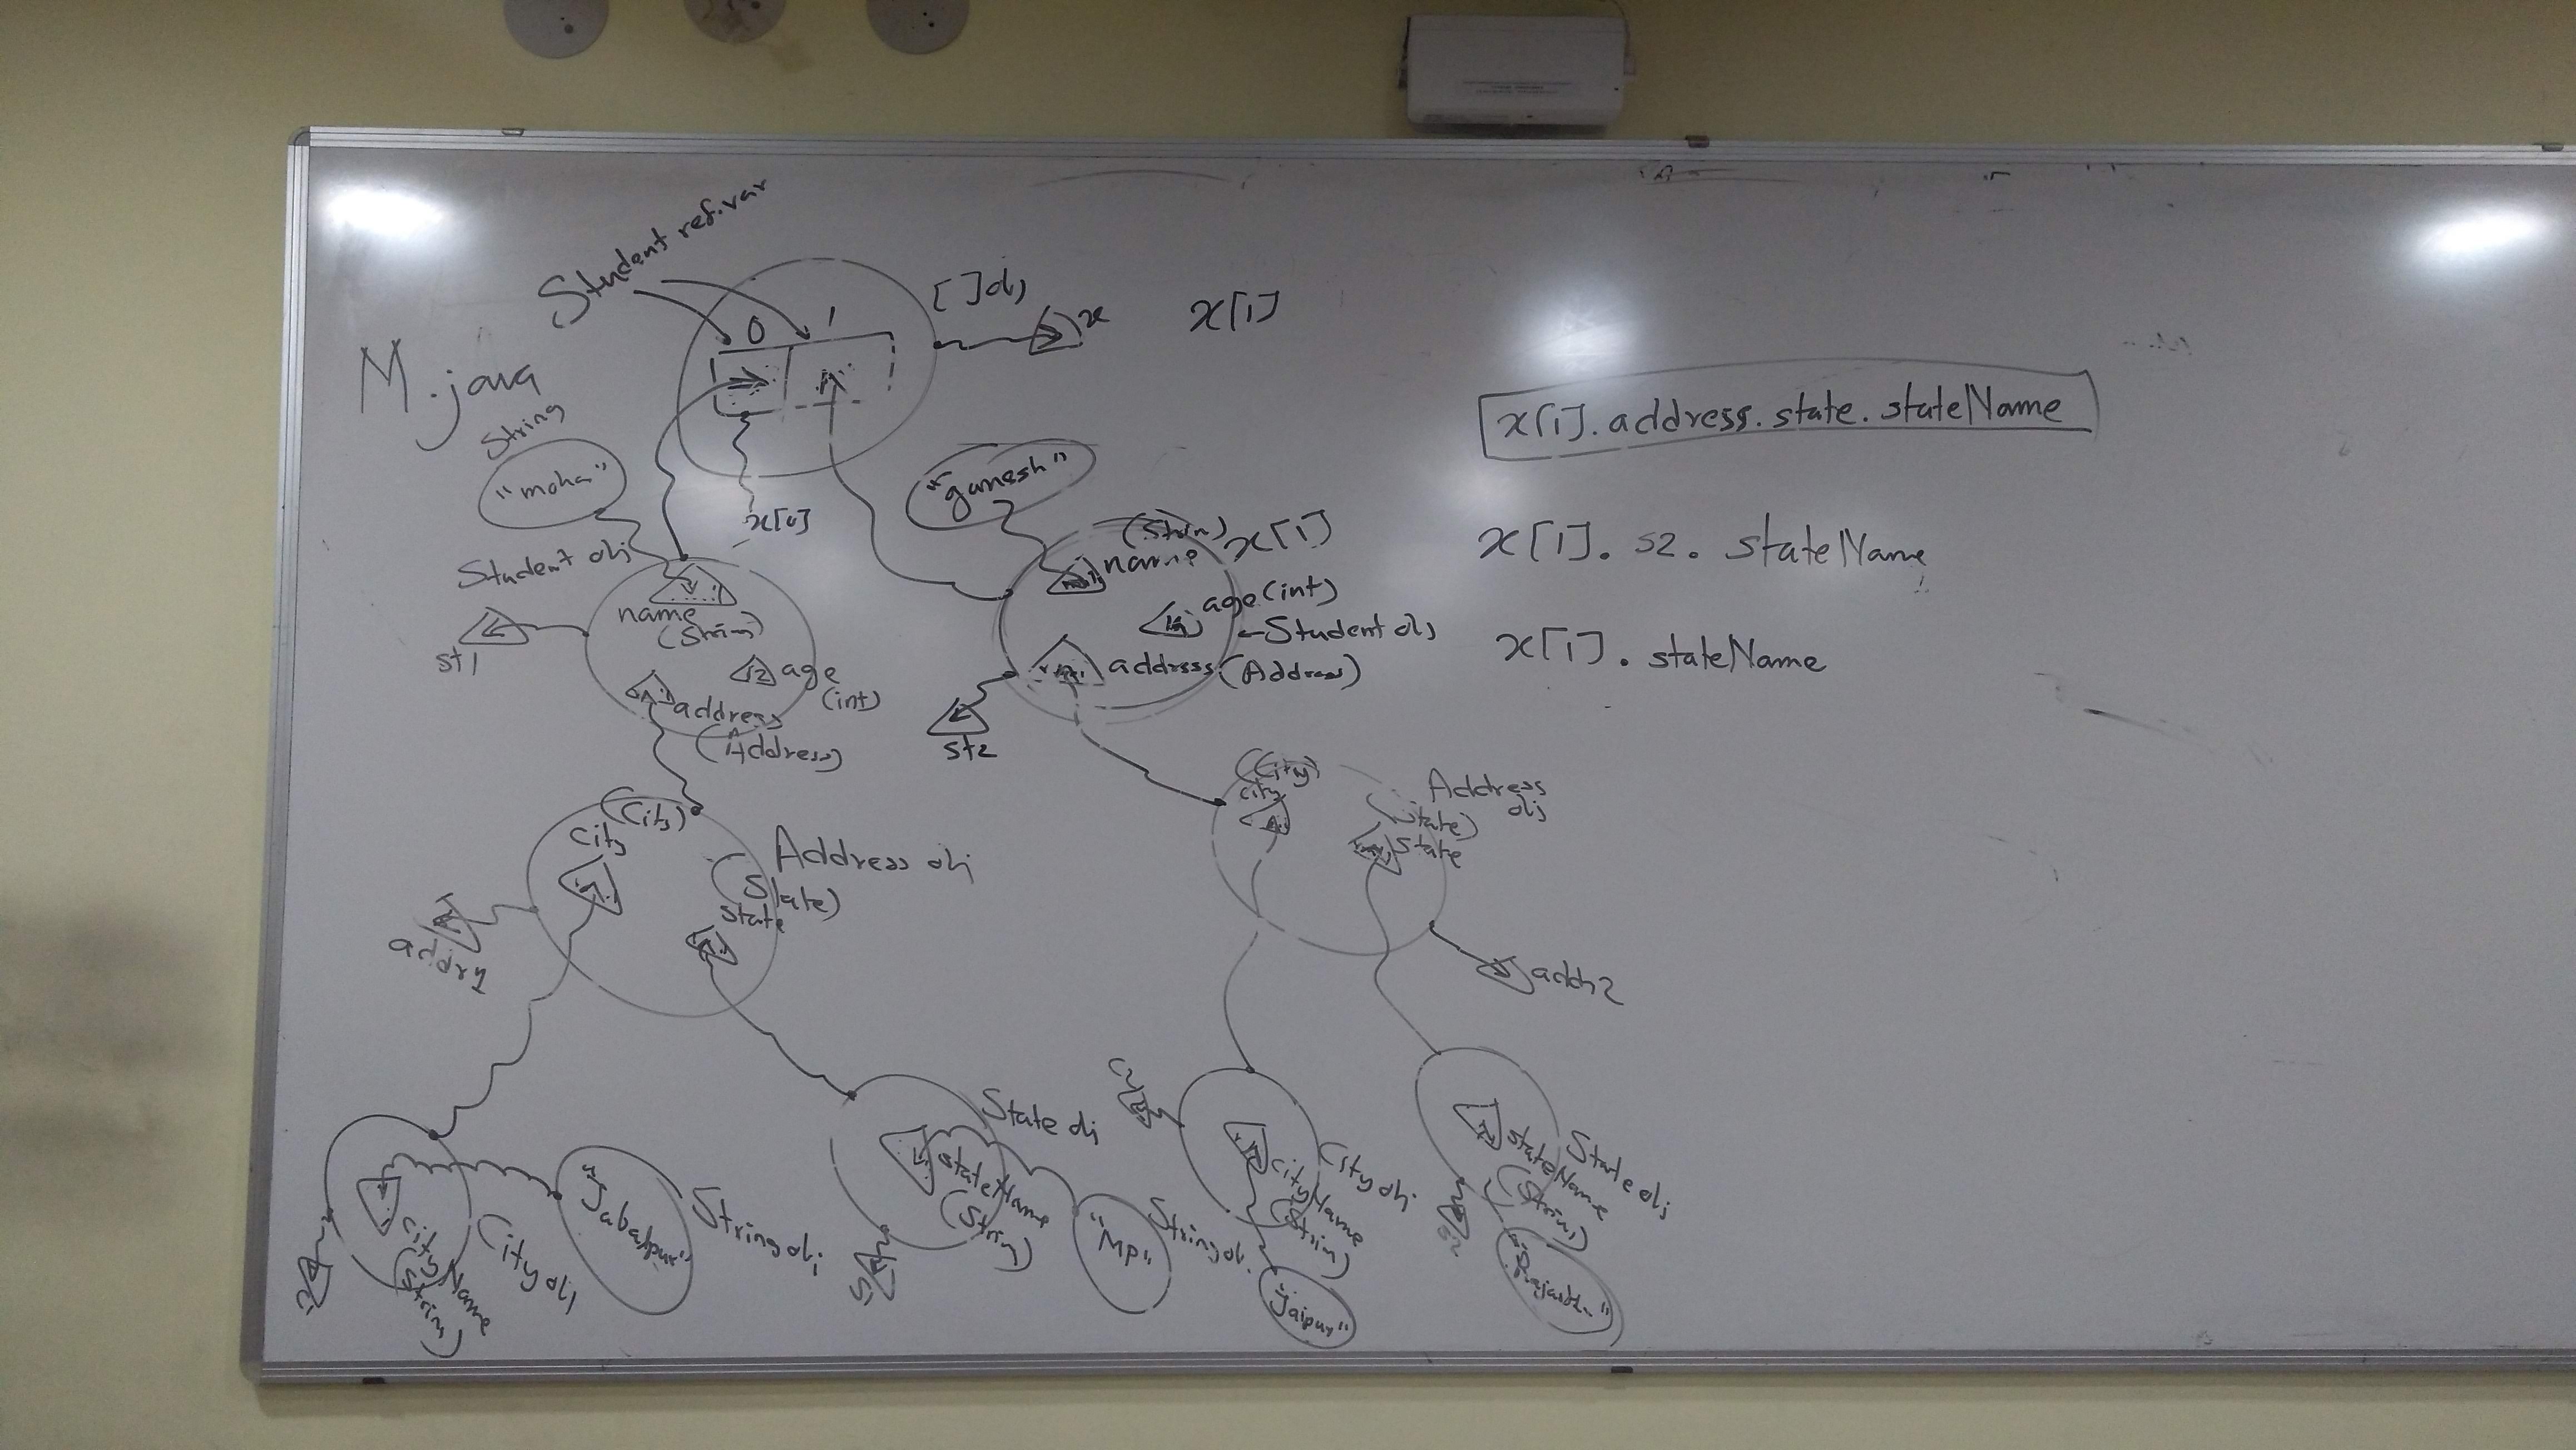 Student ref.var
[ ]obj
x
x[1]
0 1
M.java
String
"moha"
x[0]
"ganesh"
x[1].address.state.stateName
Student obj
name
(String)
st1
age
(int)
address
(Address)
(Strin)
name
x[1]
age(int)
Student obj
address(Address)
st2
x[1]. s2. stateName
x[1]. stateName
(City)
City
Address obj
(State)
state
addr1
(City)
city
Address
obj
State)
state
addr2
cityName
(String)
City obj
"Jabalpur"
String obj
State obj
stateName
(String)
s1
"Mp"
String obj
c2
cityName
(String)
City obj
"Jaipur"
stateName
(String)
State obj
s2